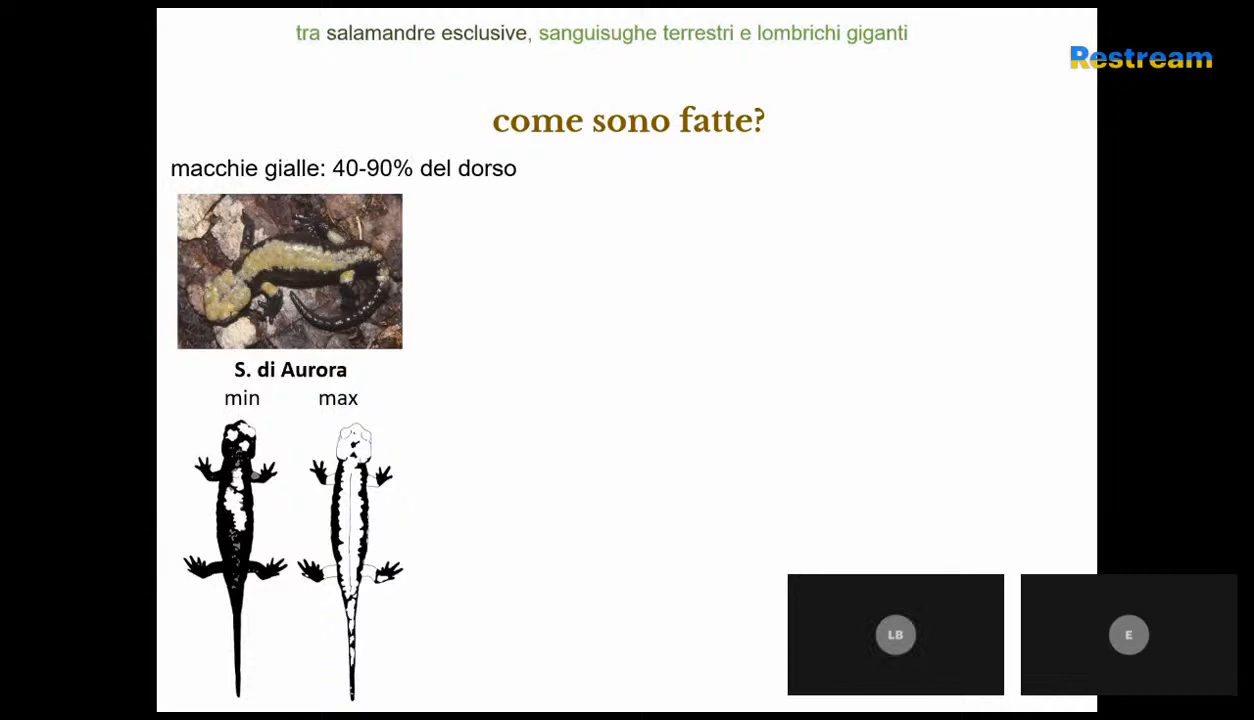 tra salamandre esclusive, sanguisughe terrestri e lombrichi giganti
Restream
come sono fatte?
macchie gialle: 40-90% del dorso
S. di Aurora
min max
LB
E